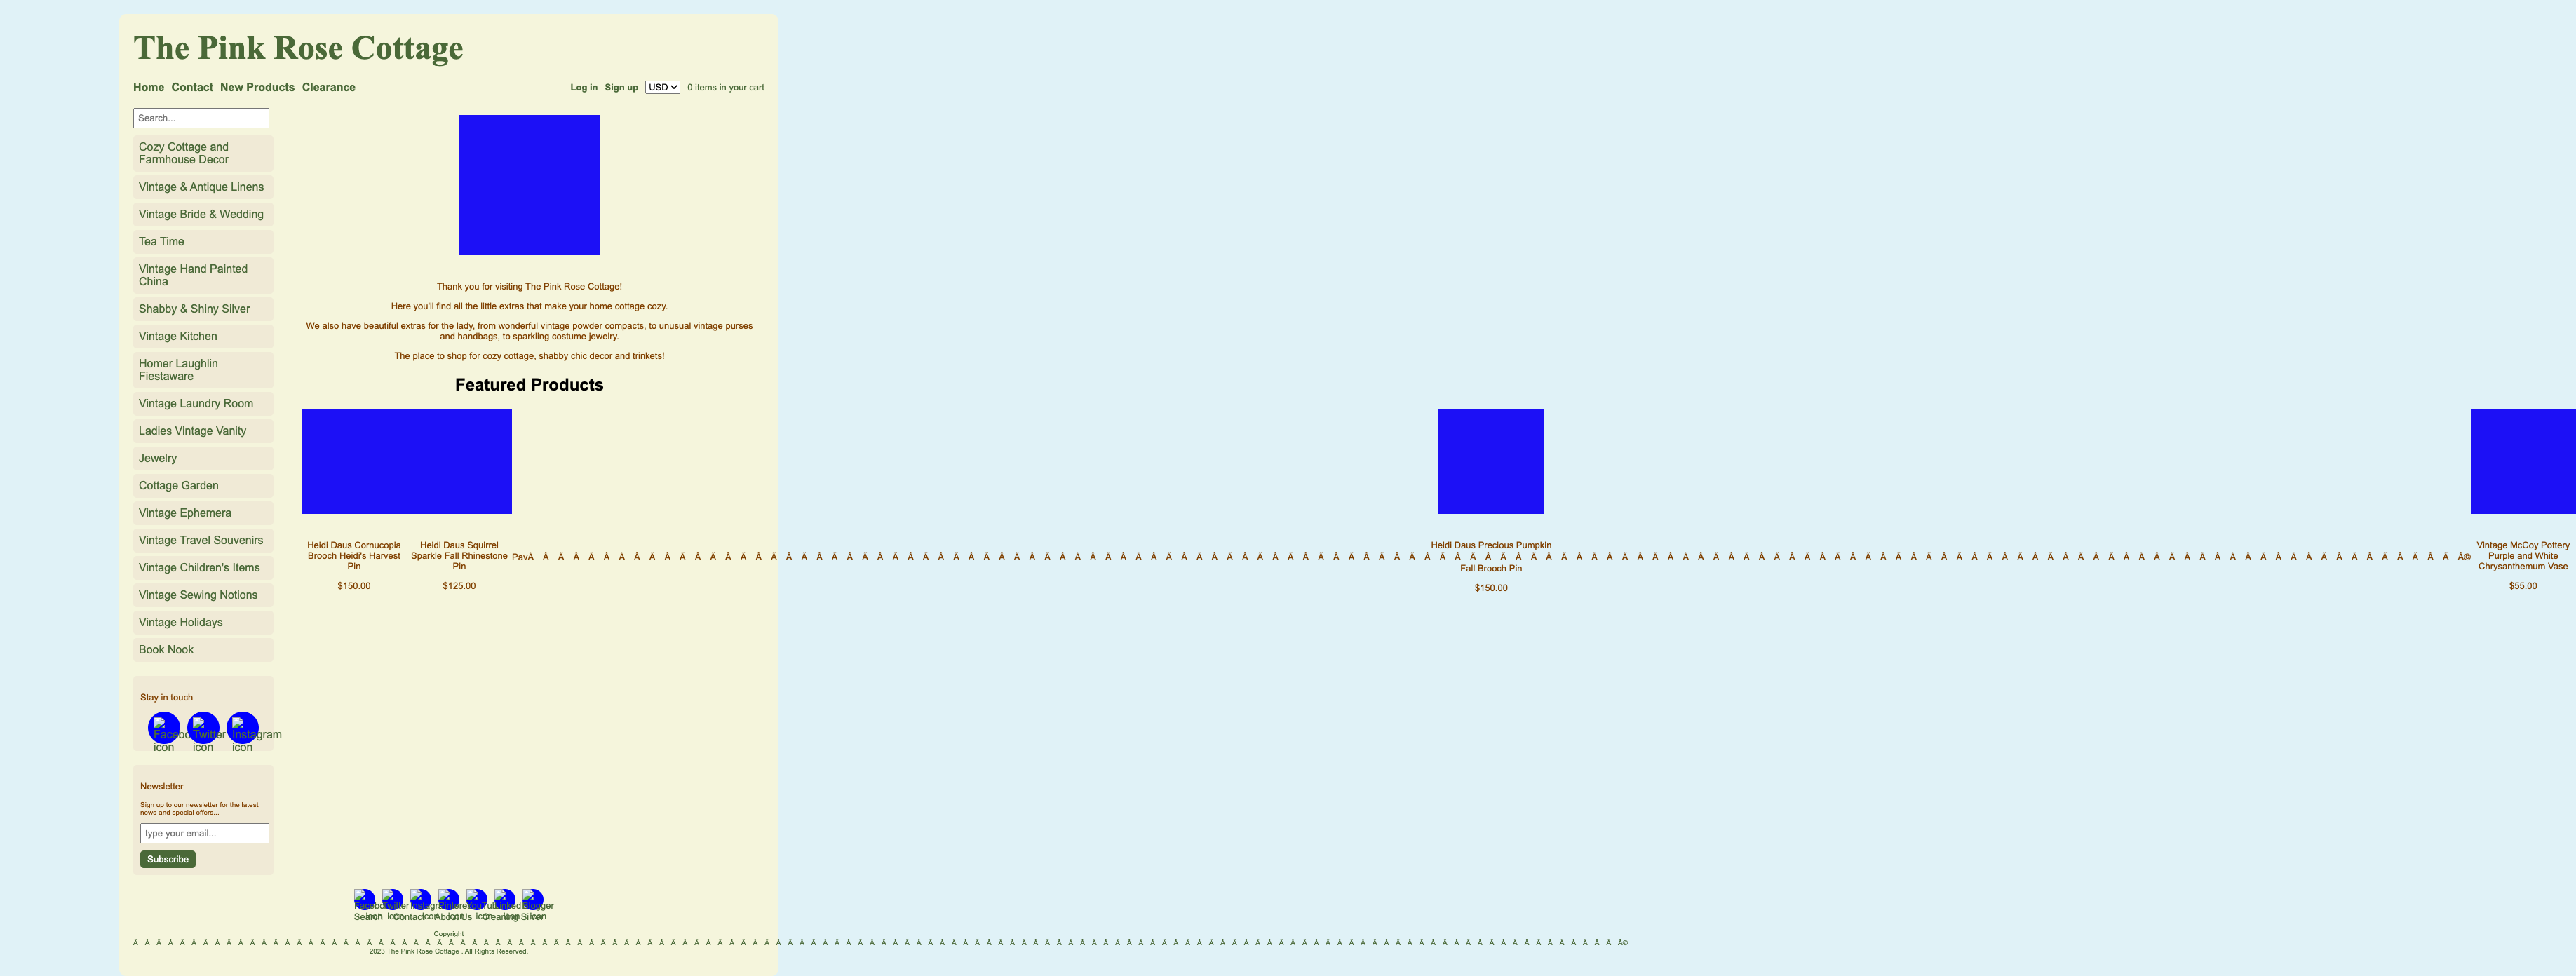 The Pink Rose Cottage
Home Contact New Products Clearance
Log in Sign up USD 0 items in your cart
Search...
Cozy Cottage and
Farmhouse Decor
Vintage & Antique Linens
Vintage Bride & Wedding
Tea Time
Vintage Hand Painted
China
Shabby & Shiny Silver
Vintage Kitchen
Homer Laughlin
Fiestaware
Vintage Laundry Room
Ladies Vintage Vanity
Jewelry
Cottage Garden
Vintage Ephemera
Vintage Travel Souvenirs
Vintage Children's Items
Vintage Sewing Notions
Vintage Holidays
Book Nook
Stay in touch
Facebo
icon
Twitter
icon
Instagram
icon
Newsletter
Sign up to our newsletter for the latest
news and special offers...
type your email...
Subscribe
Thank you for visiting The Pink Rose Cottage!
Here you'll find all the little extras that make your home cottage cozy.
We also have beautiful extras for the lady, from wonderful vintage powder compacts, to unusual vintage purses
and handbags, to sparkling costume jewelry.
The place to shop for cozy cottage, shabby chic decor and trinkets!
Featured Products
Heidi Daus Cornucopia
Brooch Heidi's Harvest
Pin
$150.00
Heidi Daus Squirrel
Sparkle Fall Rhinestone
Pin
$125.00
Heidi Daus Precious Pumpkin
Fall Brooch Pin
$150.00
Vintage McCoy Pottery
Purple and White
Chrysanthemum Vase
$55.00
Search Contact About Us Cleaning Silver
Copyright
2023 The Pink Rose Cottage . All Rights Reserved.